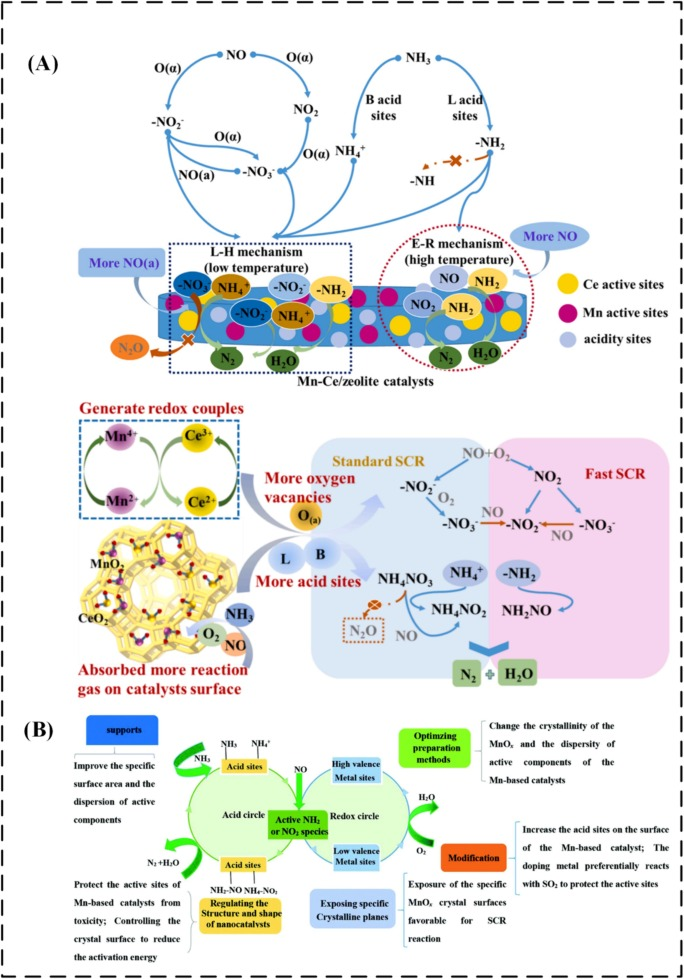 (A)
O(α)
NO
O(α)
NH3
B acid
sites
L acid
sites
-NO2-
NO2
O(α)
NO(a)
-NO3-
O(α)
NH4+
-NH2
-NH
L-H mechanism
(low temperature)
E-R mechanism
(high temperature)
More NO
More NO(a)
-NO3-
NH4+
-NO2-
-NH2
-NO2-
NH4+
NO
NH2
NO2
NH2
N2O
N2
H2O
N2
H2O
Ce active sites
Mn active sites
acidity sites
Mn-Ce/zeolite catalysts
Generate redox couples
Mn4+
Ce3+
Mn2+
Ce2+
More oxygen
vacancies
O(a)
L
B
More acid sites
MnO2
CeO2
NH3
O2
NO
Absorbed more reaction
gas on catalysts surface
Standard SCR
NO+O2
Fast SCR
-NO2-
O2
NO2
-NO3-
NO
-NO2-
NO
-NO3-
NH4NO3
NH4+
-NH2
N2O
NO
NH4NO2
NH2NO
N2
+
H2O
(B)
supports
Improve the specific
surface area and the
dispersion of active
components
NH3
NH3
NH4+
Acid sites
NO
High valence
Metal sites
Acid circle
Active NH2
or NO2 species
Redox circle
H2O
O2
N2+H2O
Acid sites
NH2-NO
NH4-NO2
Low valence
Metal sites
Optimzing
preparation
methods
Change the crystallinity of the
MnOx and the dispersity of
active components of the
Mn-based catalysts
Modification
Increase the acid sites on the surface
of the Mn-based catalyst; The
doping metal preferentially reacts
with SO2 to protect the active sites
Protect the active sites of
Mn-based catalysts from
toxicity; Controlling the
crystal surface to reduce
the activation energy
Regulating the
Structure and shape
of nanocatalysts
Exposing specific
Crystalline planes
Exposure of the specific
MnOx crystal surfaces
favorable for SCR
reaction